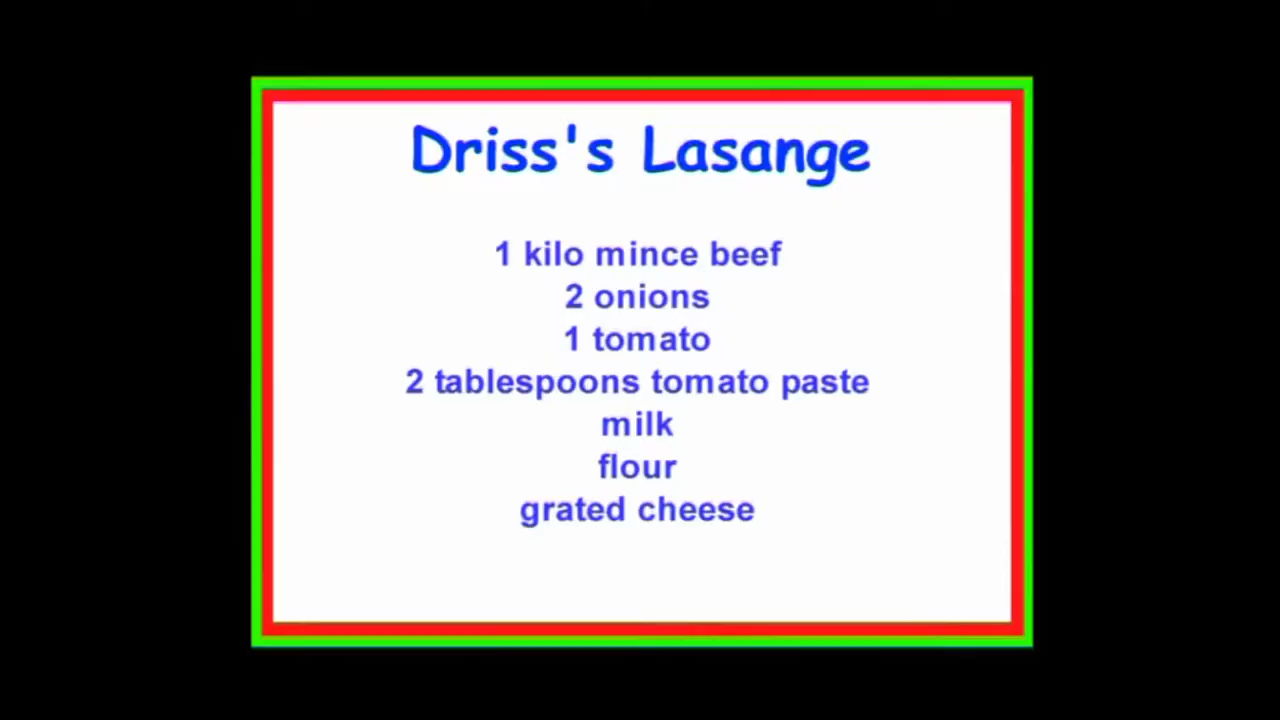 Driss's Lasange
1 kilo mince beef
2 onions
1 tomato
2 tablespoons tomato paste
milk
flour
grated cheese